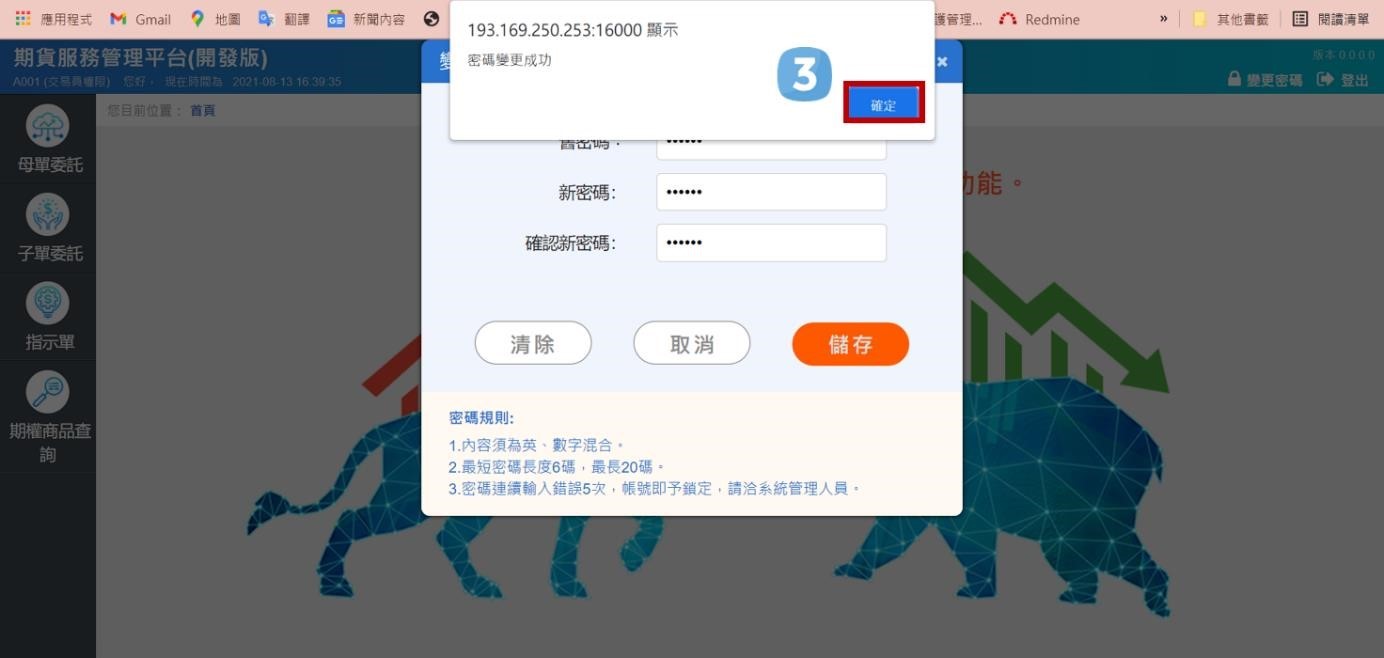 應用程式 Gmail 地圖 翻譯 新聞內容 護管理... Redmine » 其他書籤 閱讀清單
193.169.250.253:16000 顯示
密碼變更成功
3
確定
期貨服務管理平台(開發版)
版本 0.0.0.0
A001 (交易員權限) 您好, 現在時間為 2021-08-13 16:39:35
變更密碼 登出
您目前位置: 首頁
母單委託
子單委託
指示單
期權商品查
詢
舊密碼:
新密碼:
確認新密碼:
功能。
清除 取消 儲存
密碼規則:
1.內容須為英、數字混合。
2.最短密碼長度6碼,最長20碼。
3.密碼連續輸入錯誤5次,帳號即予鎖定,請洽系統管理人員。